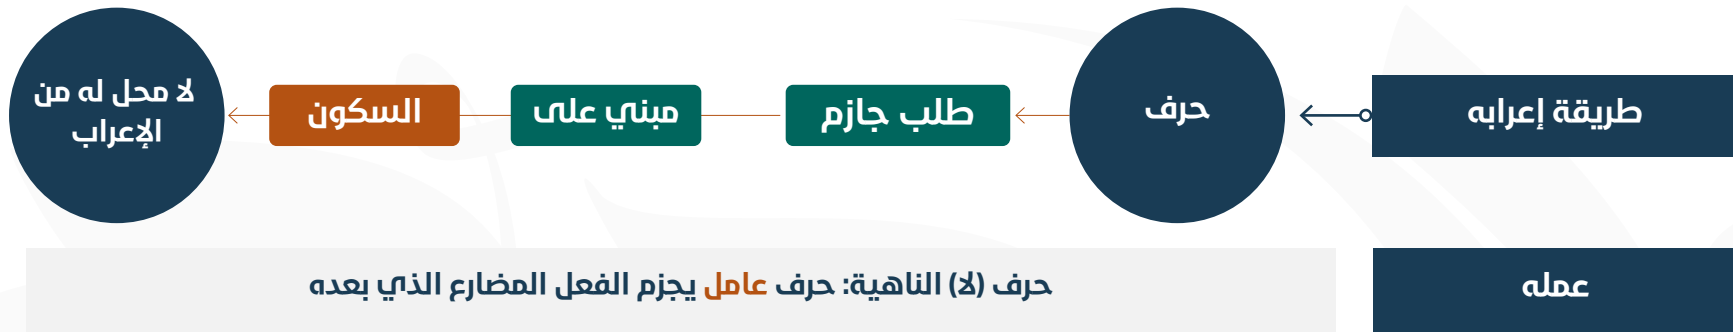 طريقة إعرابه
حرف
طلب جازم
مبني على
السكون
لا محل له من
الإعراب
عمله
حرف (لا) الناهية: حرف عامل يجزم الفعل المضارع الذي بعده